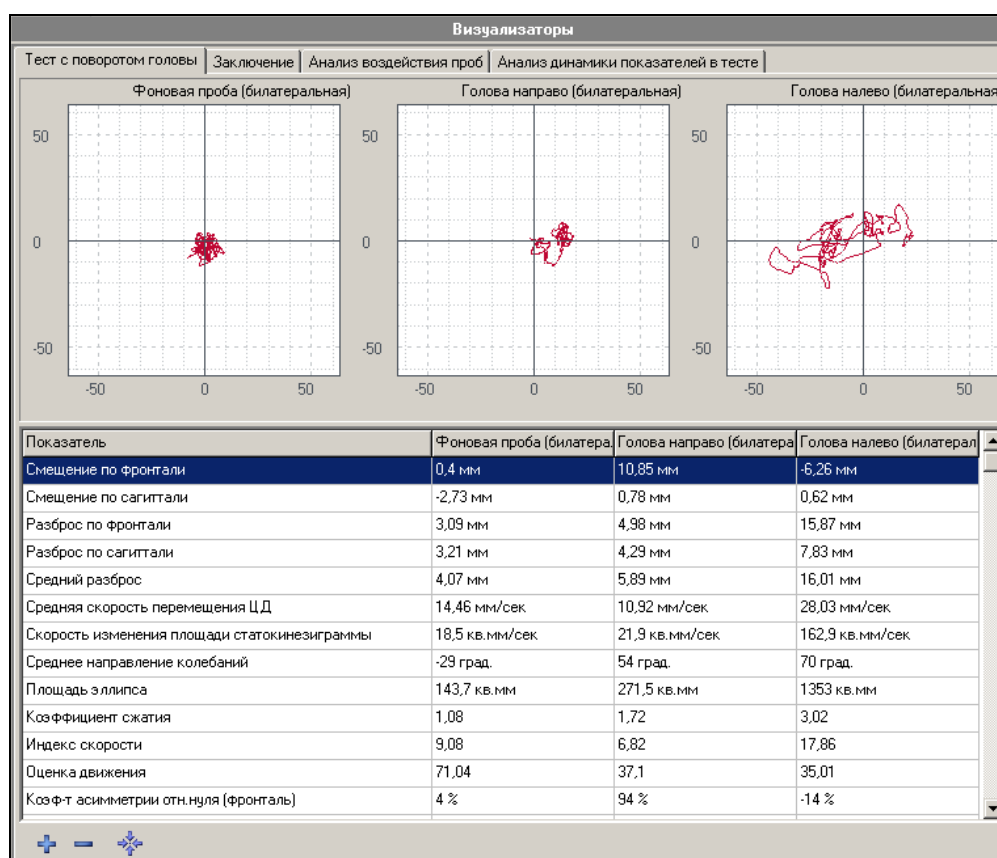 Визуализаторы
Тест с поворотом головы Заключение Анализ воздействия проб Анализ динамики показателей в тесте
Фоновая проба (билатеральная) Голова направо (билатеральная) Голова налево (билатеральная
50 50 50
0 0 0
-50 -50 -50
-50 0 50 -50 0 50 -50 0 50
Показатель Фоновая проба (билатера. Голова направо (билатера Голова налево (билатерал
Смещение по фронтали 0,4 мм 10,85 мм -6,26 мм
Смещение по сагиттали -2,73 мм 0,78 мм 0,62 мм
Разброс по фронтали 3,09 мм 4,98 мм 15,87 мм
Разброс по сагиттали 3,21 мм 4,29 мм 7,83 мм
Средний разброс 4,07 мм 5,89 мм 16,01 мм
Средняя скорость перемещения ЦД 14,46 мм/сек 10,92 мм/сек 28,03 мм/сек
Скорость изменения площади статокинезиграммы 18,5 кв.мм/сек 21,9 кв.мм/сек 162,9 кв.мм/сек
Среднее направление колебаний -29 град. 54 град. 70 град.
Площадь эллипса 143,7 кв.мм 271,5 кв.мм 1353 кв.мм
Коэффициент сжатия 1,08 1,72 3,02
Индекс скорости 9,08 6,82 17,86
Оценка движения 71,04 37,1 35,01
Коэф-т асимметрии отн.нуля (фронталь) 4 % 94 % -14 %